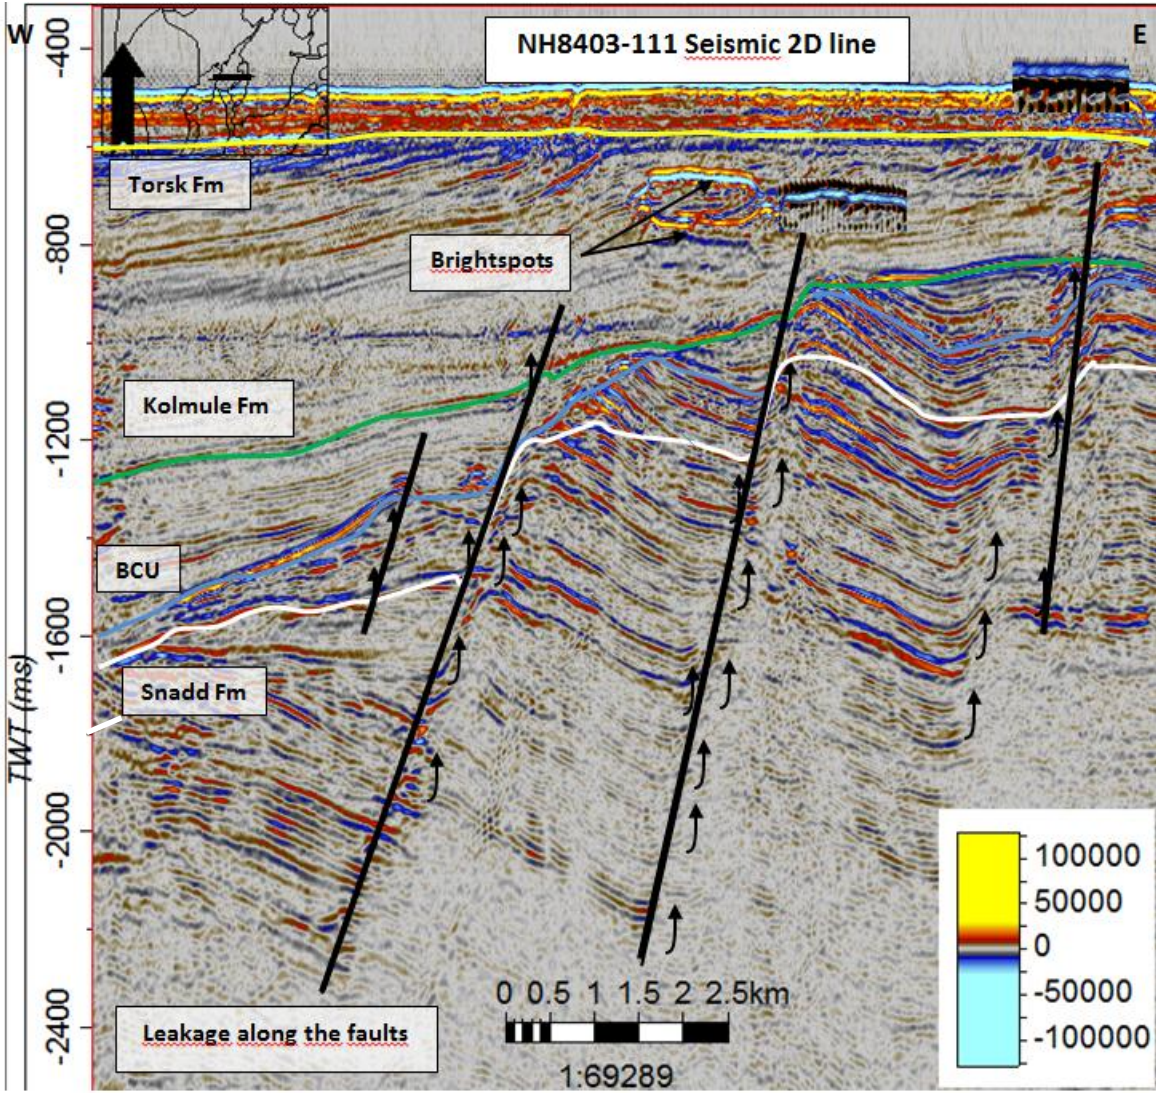 W
NH8403-111 Seismic 2D line
E
-400
Torsk Fm
-800
Brightspots
Kolmule Fm
-1200
BCU
-1600
TWT (ms)
Snadd Fm
-2000
-2400
Leakage along the faults
0 0.5 1 1.5 2 2.5km
1:69289
100000
50000
0
-50000
-100000